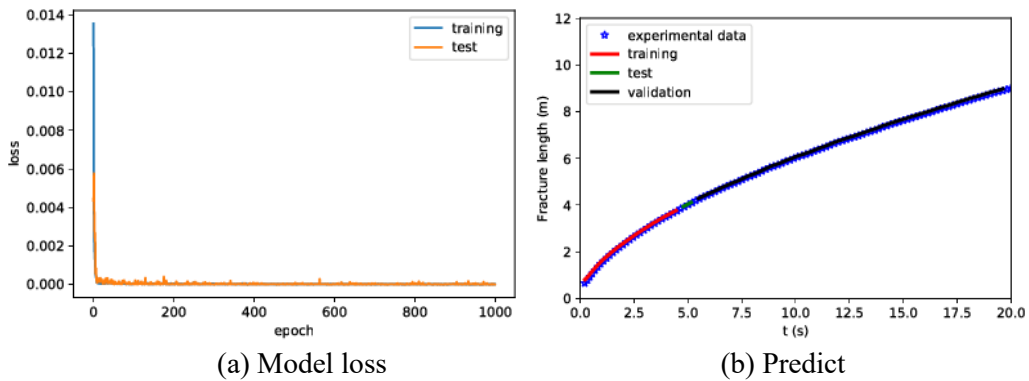 0.014
0.012
0.010
0.008
0.006
0.004
0.002
0.000
loss
0
200
400
600
800
1000
epoch
training
test
(a) Model loss
12
10
8
6
4
2
0
Fracture length (m)
0.0
2.5
5.0
7.5
10.0
12.5
15.0
17.5
20.0
t (s)
experimental data
training
test
validation
(b) Predict